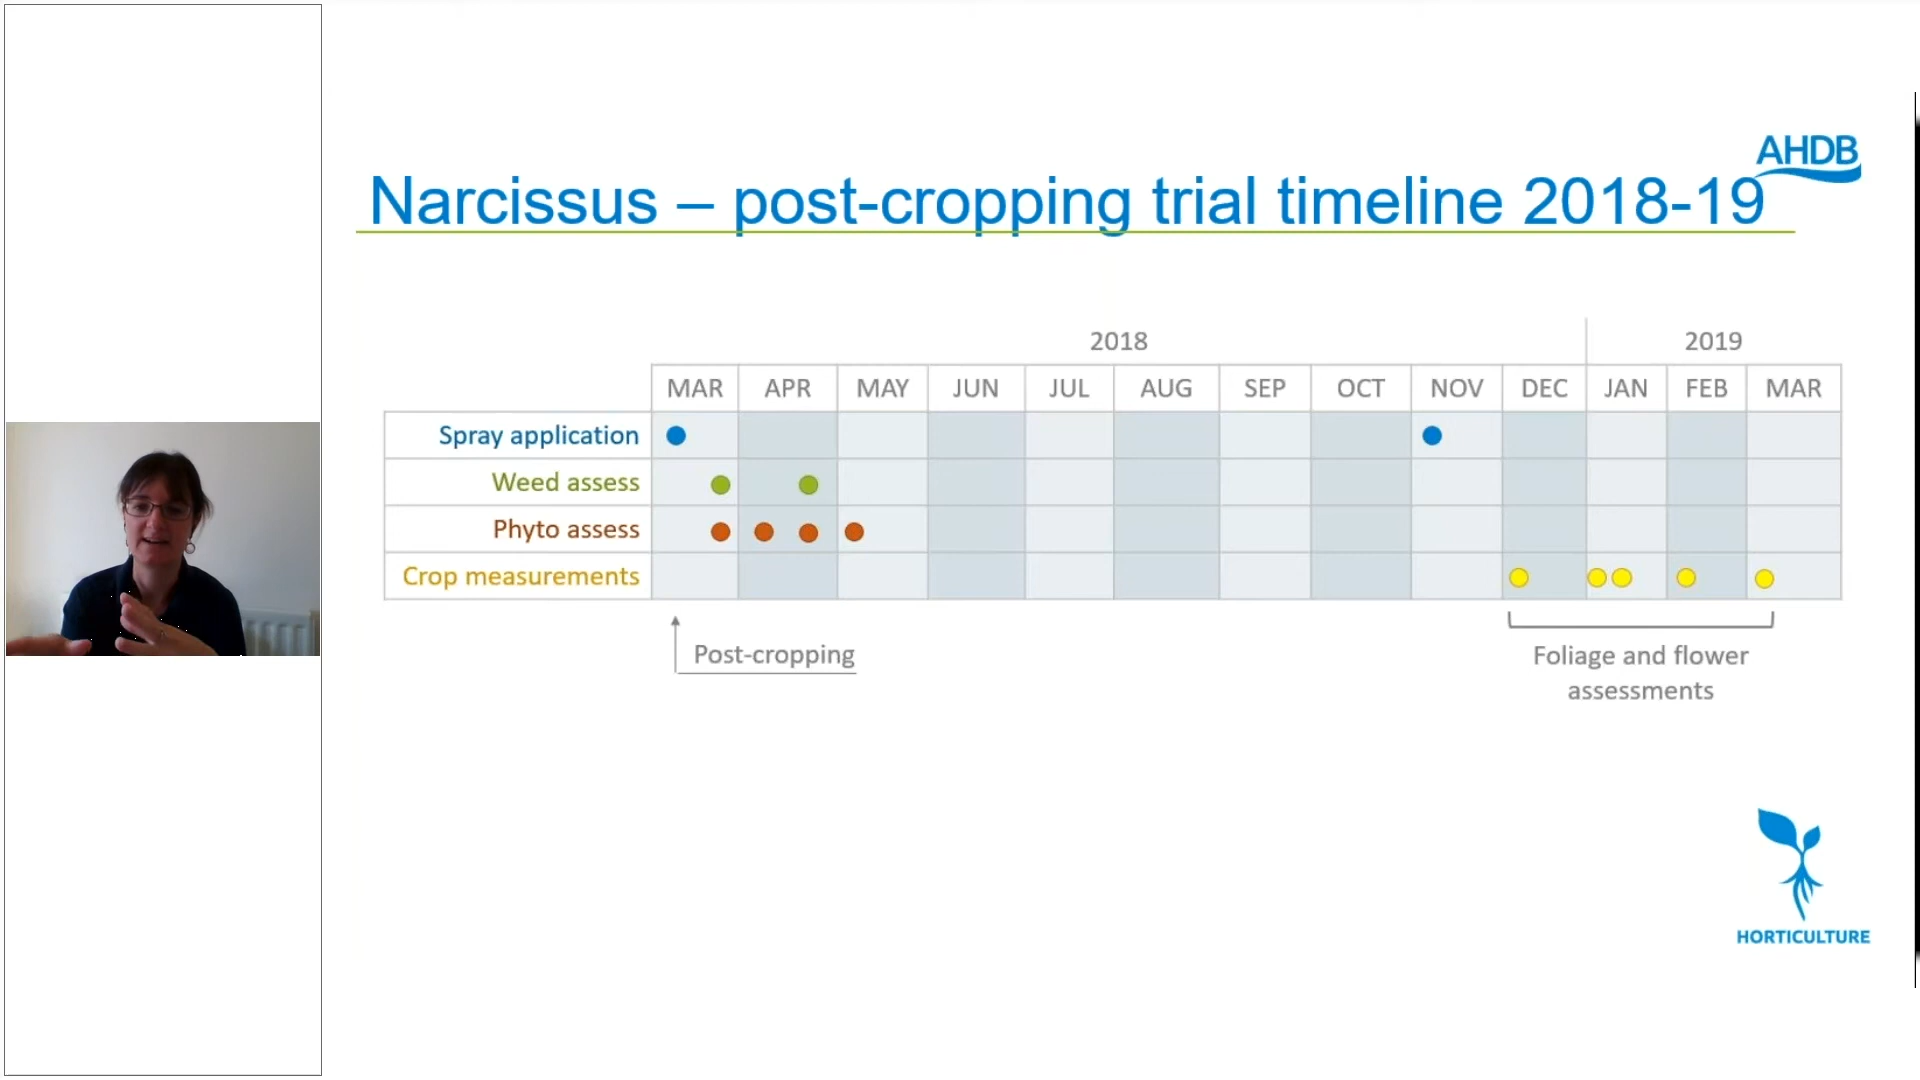 AHDB
Narcissus – post-cropping trial timeline 2018-19
2018 2019
MAR APR MAY JUN JUL AUG SEP OCT NOV DEC JAN FEB MAR
Spray application
Weed assess
Phyto assess
Crop measurements
Post-cropping
Foliage and flower
assessments
HORTICULTURE